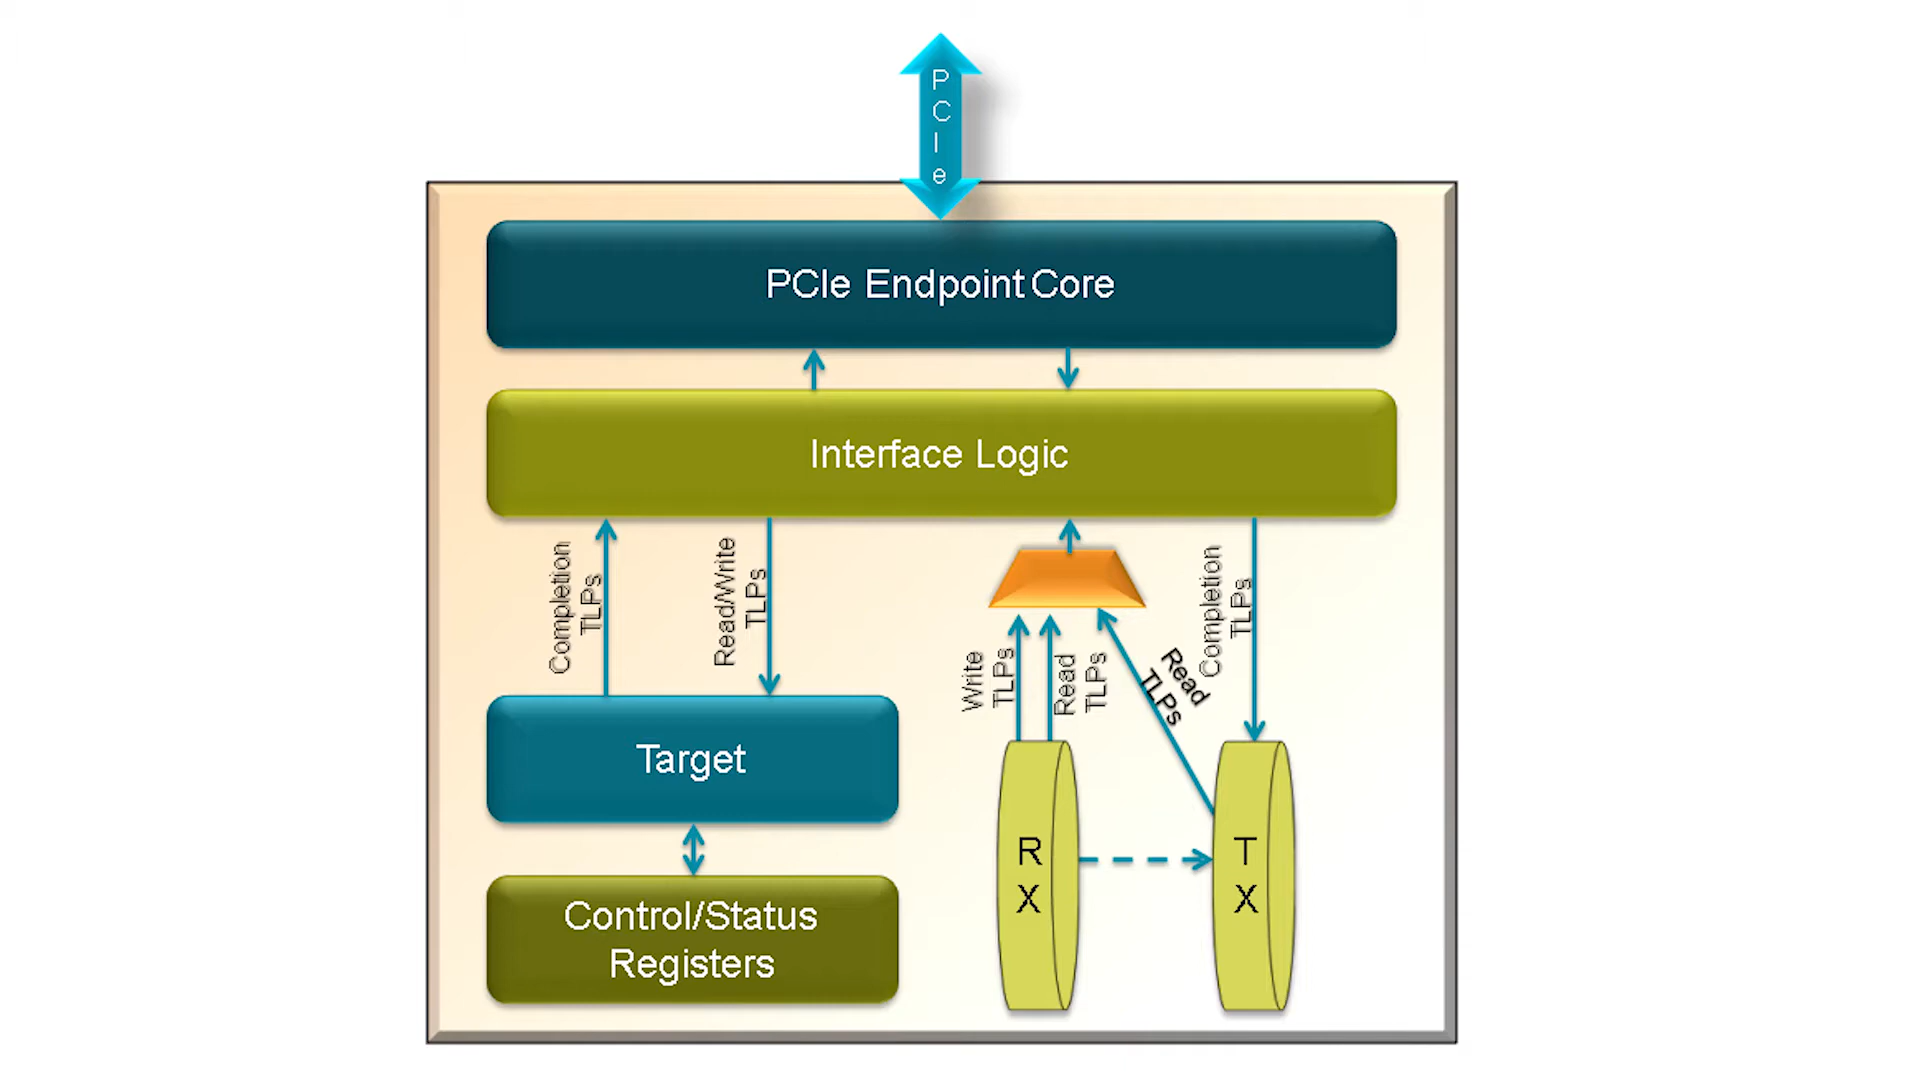 P
C
I
e
PCIe Endpoint Core
Interface Logic
Completion
TLPs
Read/Write
TLPs
Write
TLPs
Read
TLPs
Read
TLPs
Completion
TLPs
Target
R
X
T
X
Control/Status
Registers